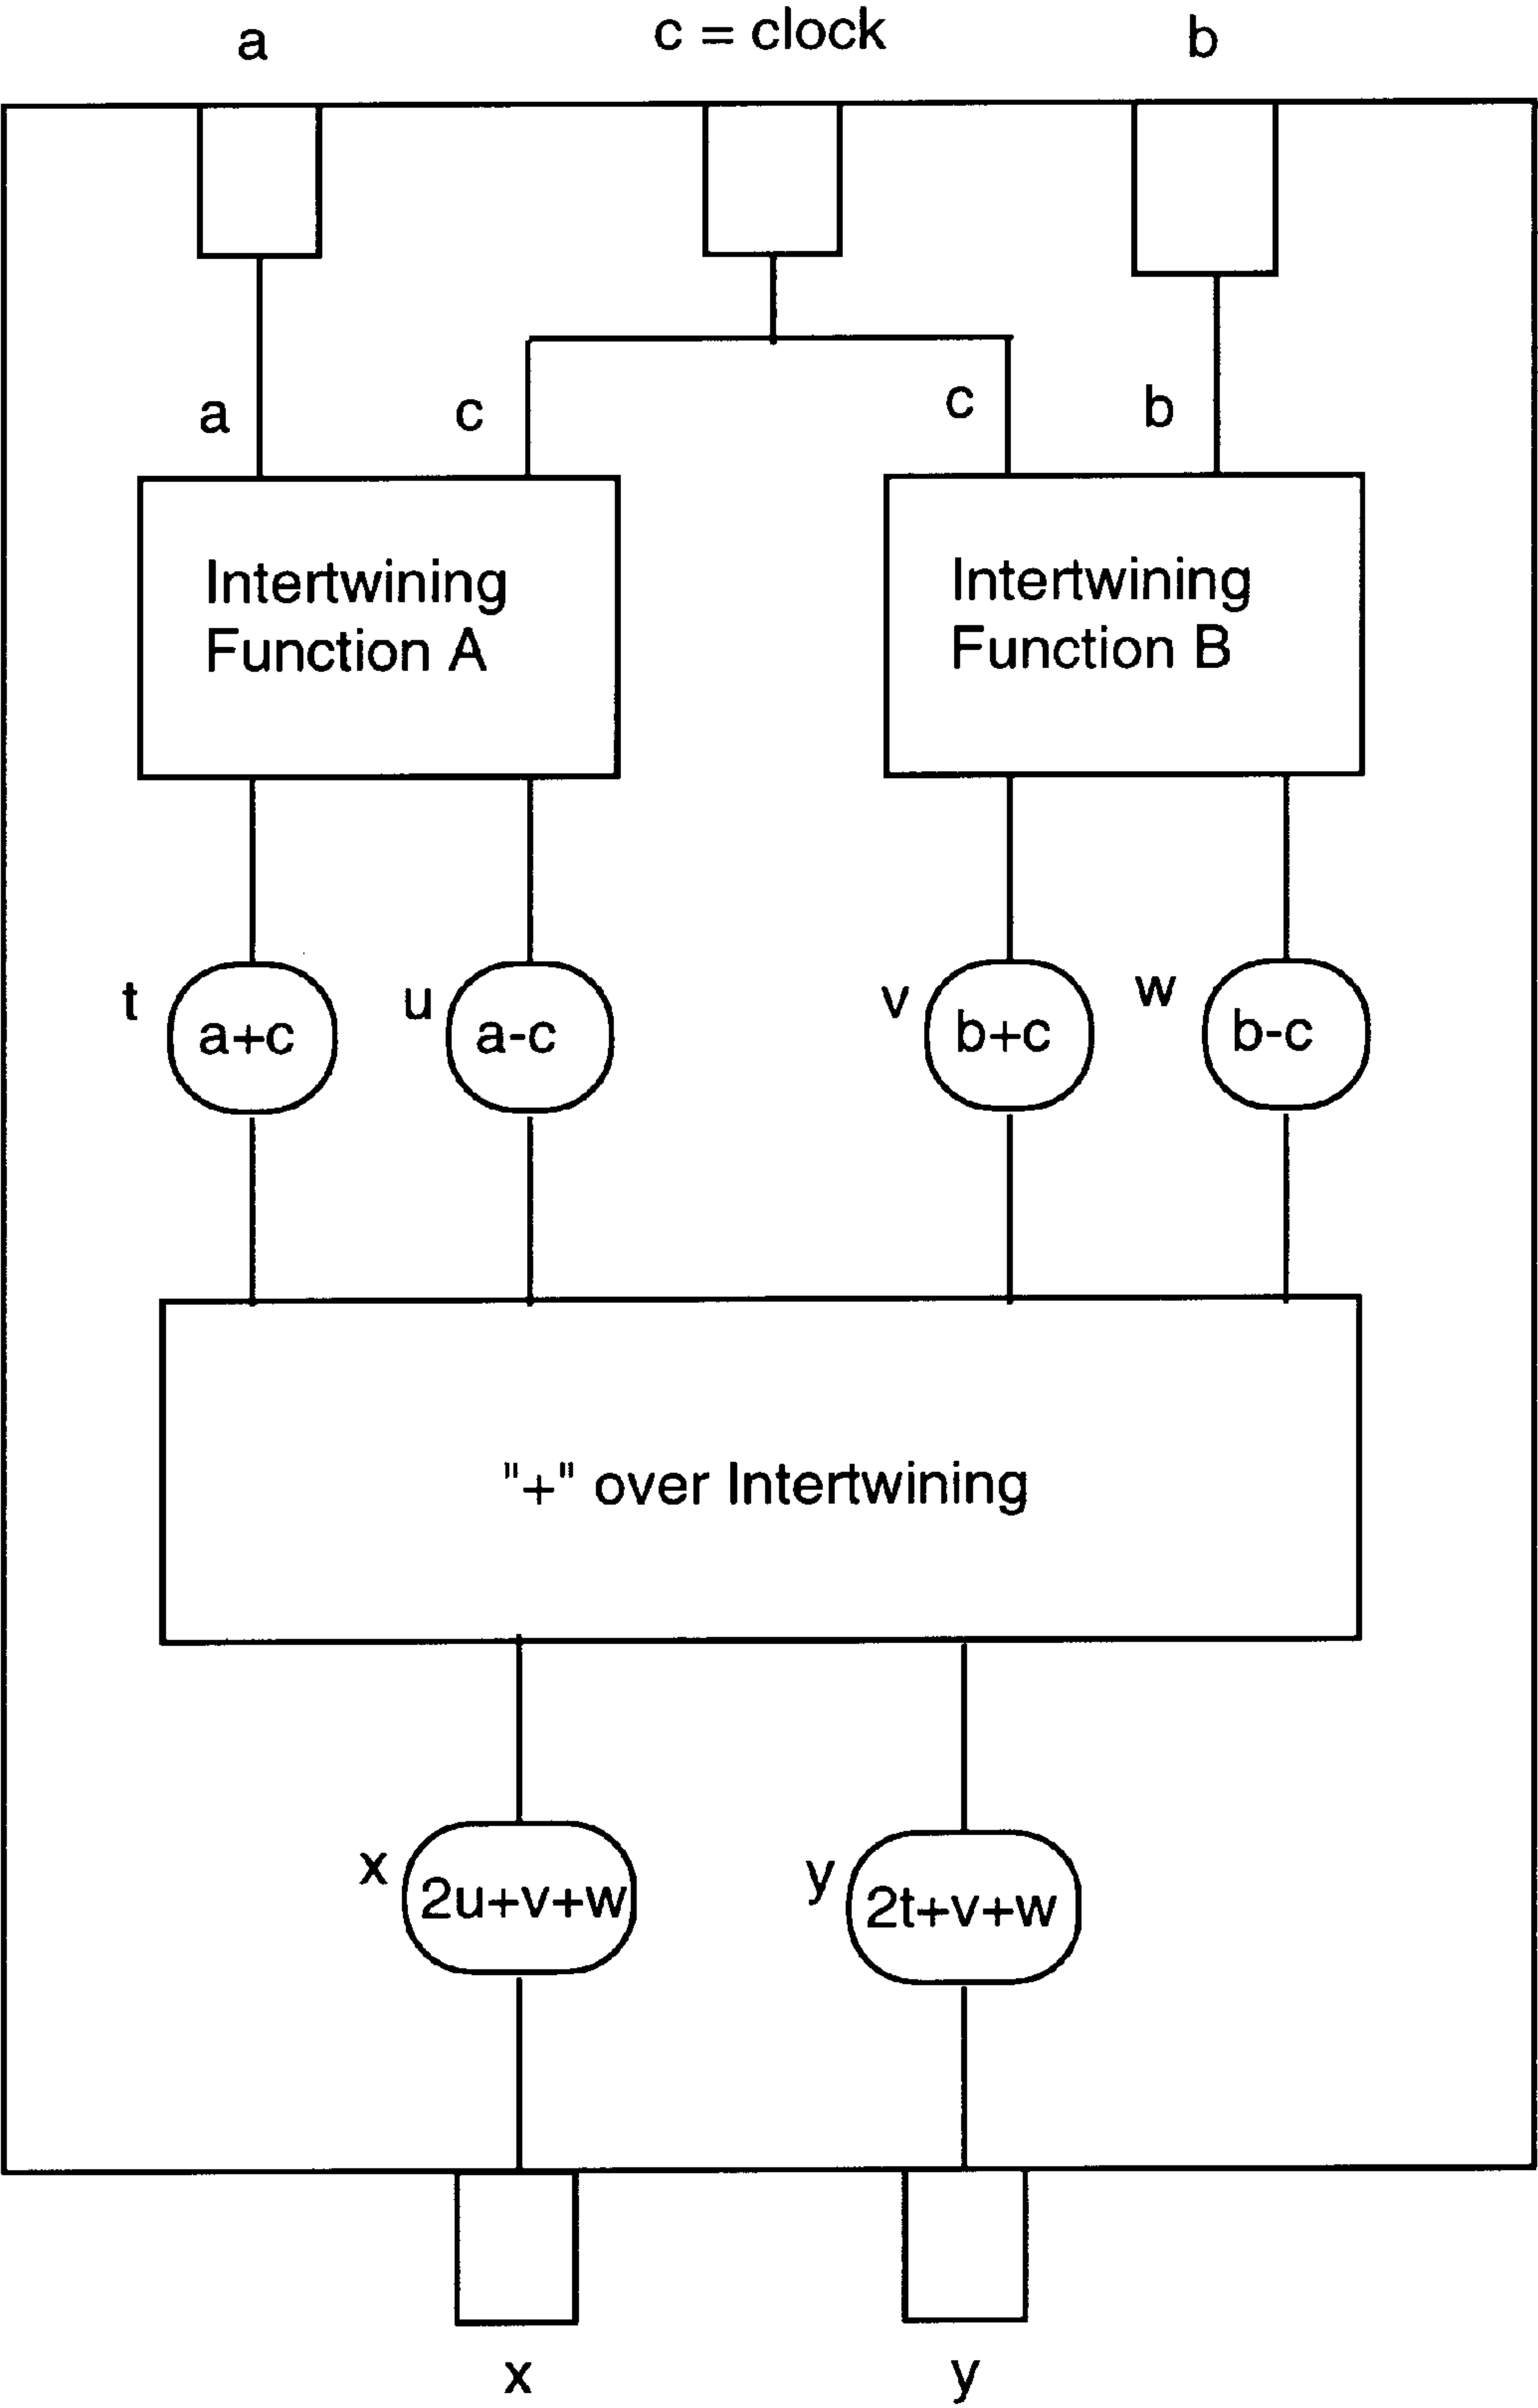 a
c = clock
b
a
c
c
b
Intertwining
Function A
Intertwining
Function B
t
a+c
u
a-c
v
b+c
w
b-c
"+" over Intertwining
x
2u+v+w
y
2t+v+w
x
y